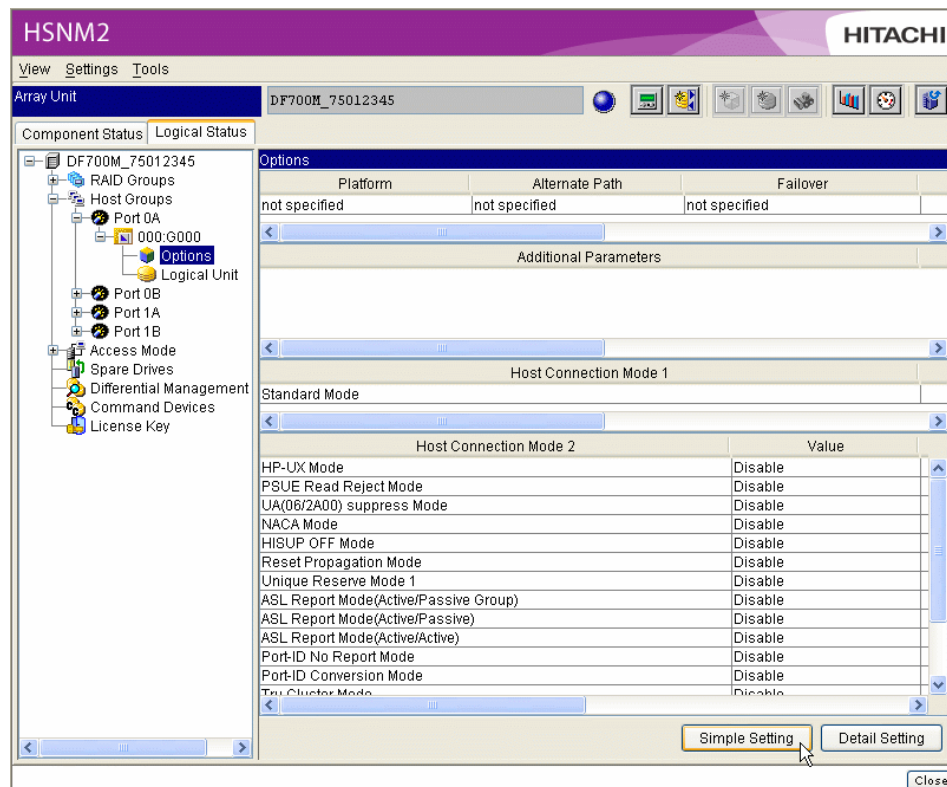 HSNM2
HITACHI
View Settings Tools
Array Unit
DF700M_75012345
Component Status Logical Status
DF700M_75012345
RAID Groups
Host Groups
Port 0A
000:G000
Options
Logical Unit
Port 0B
Port 1A
Port 1B
Access Mode
Spare Drives
Differential Management
Command Devices
License Key
Options
Platform Alternate Path Failover
not specified not specified not specified
Additional Parameters
Host Connection Mode 1
Standard Mode
Host Connection Mode 2 Value
HP-UX Mode Disable
PSUE Read Reject Mode Disable
UA(06/2A00) suppress Mode Disable
NACA Mode Disable
HISUP OFF Mode Disable
Reset Propagation Mode Disable
Unique Reserve Mode 1 Disable
ASL Report Mode(Active/Passive Group) Disable
ASL Report Mode(Active/Passive) Disable
ASL Report Mode(Active/Active) Disable
Port-ID No Report Mode Disable
Port-ID Conversion Mode Disable
Tru Cluster Mode Disable
Simple Setting Detail Setting
Close